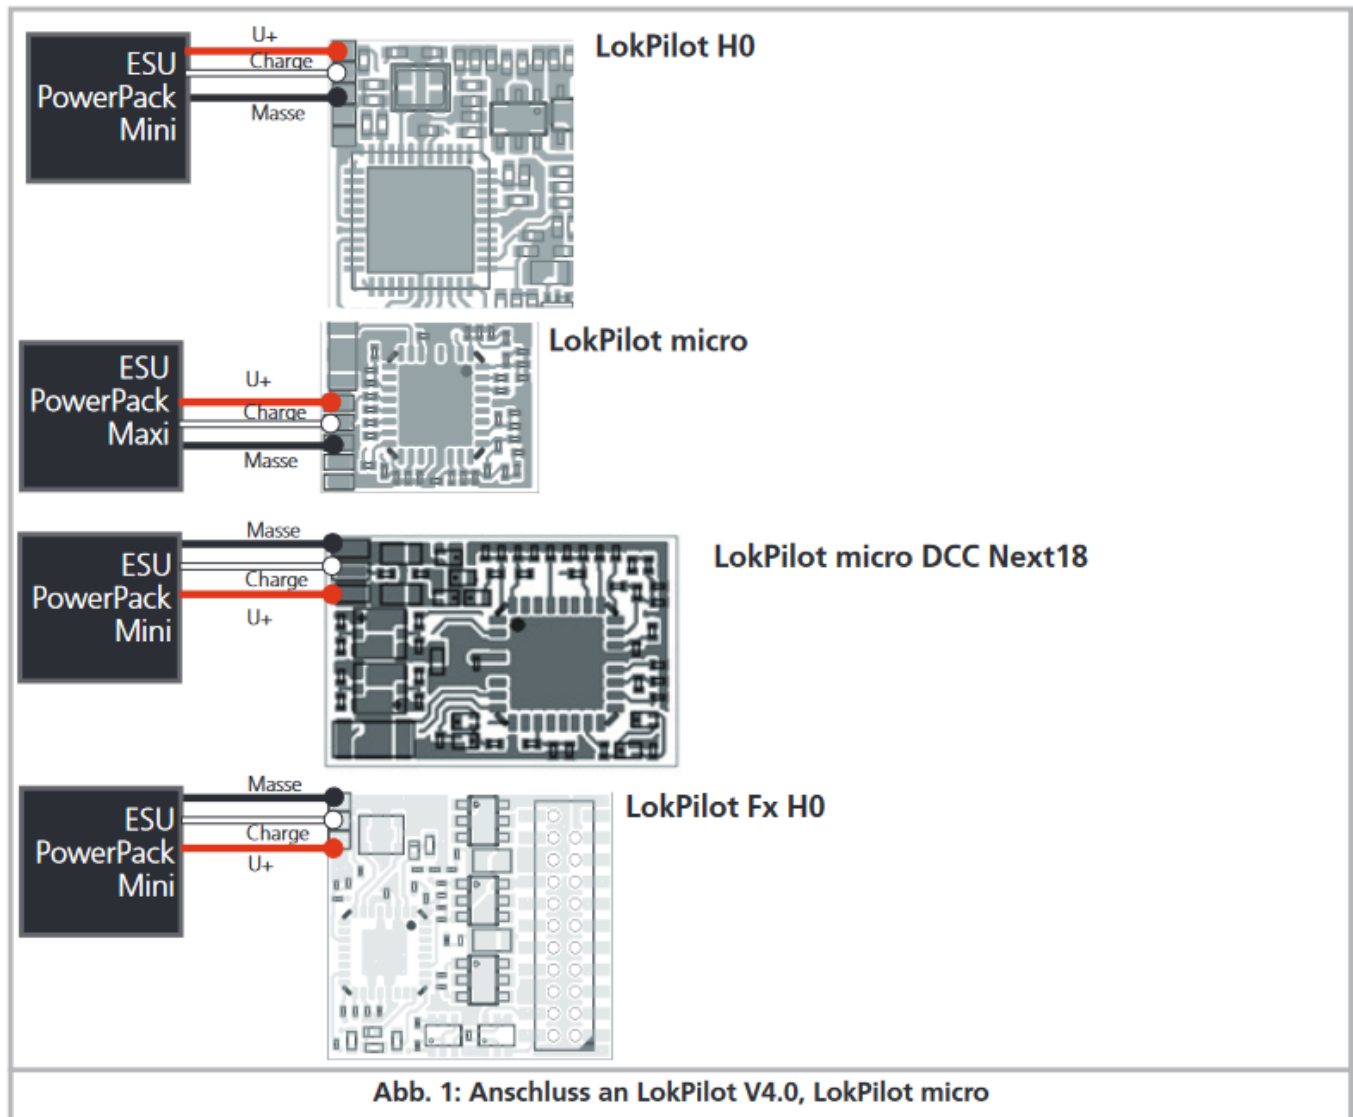 U+
LokPilot H0
ESU
PowerPack
Mini
Charge
Masse
LokPilot micro
ESU
PowerPack
Maxi
U+
Charge
Masse
Masse
LokPilot micro DCC Next18
ESU
PowerPack
Mini
Charge
U+
Masse
LokPilot Fx H0
ESU
PowerPack
Mini
Charge
U+
Abb. 1: Anschluss an LokPilot V4.0, LokPilot micro